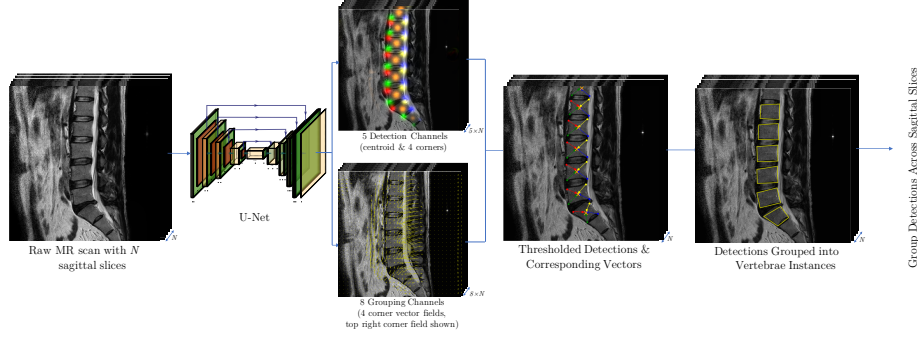 Raw MR scan with N
sagittal slices
N
U-Net
5 Detection Channels
(centroid & 4 corners)
5×N
8 Grouping Channels
(4 corner vector fields,
top right corner field shown)
8×N
Thresholded Detections &
Corresponding Vectors
N
Detections Grouped into
Vertebrae Instances
N
Group Detections Across Sagittal Slices